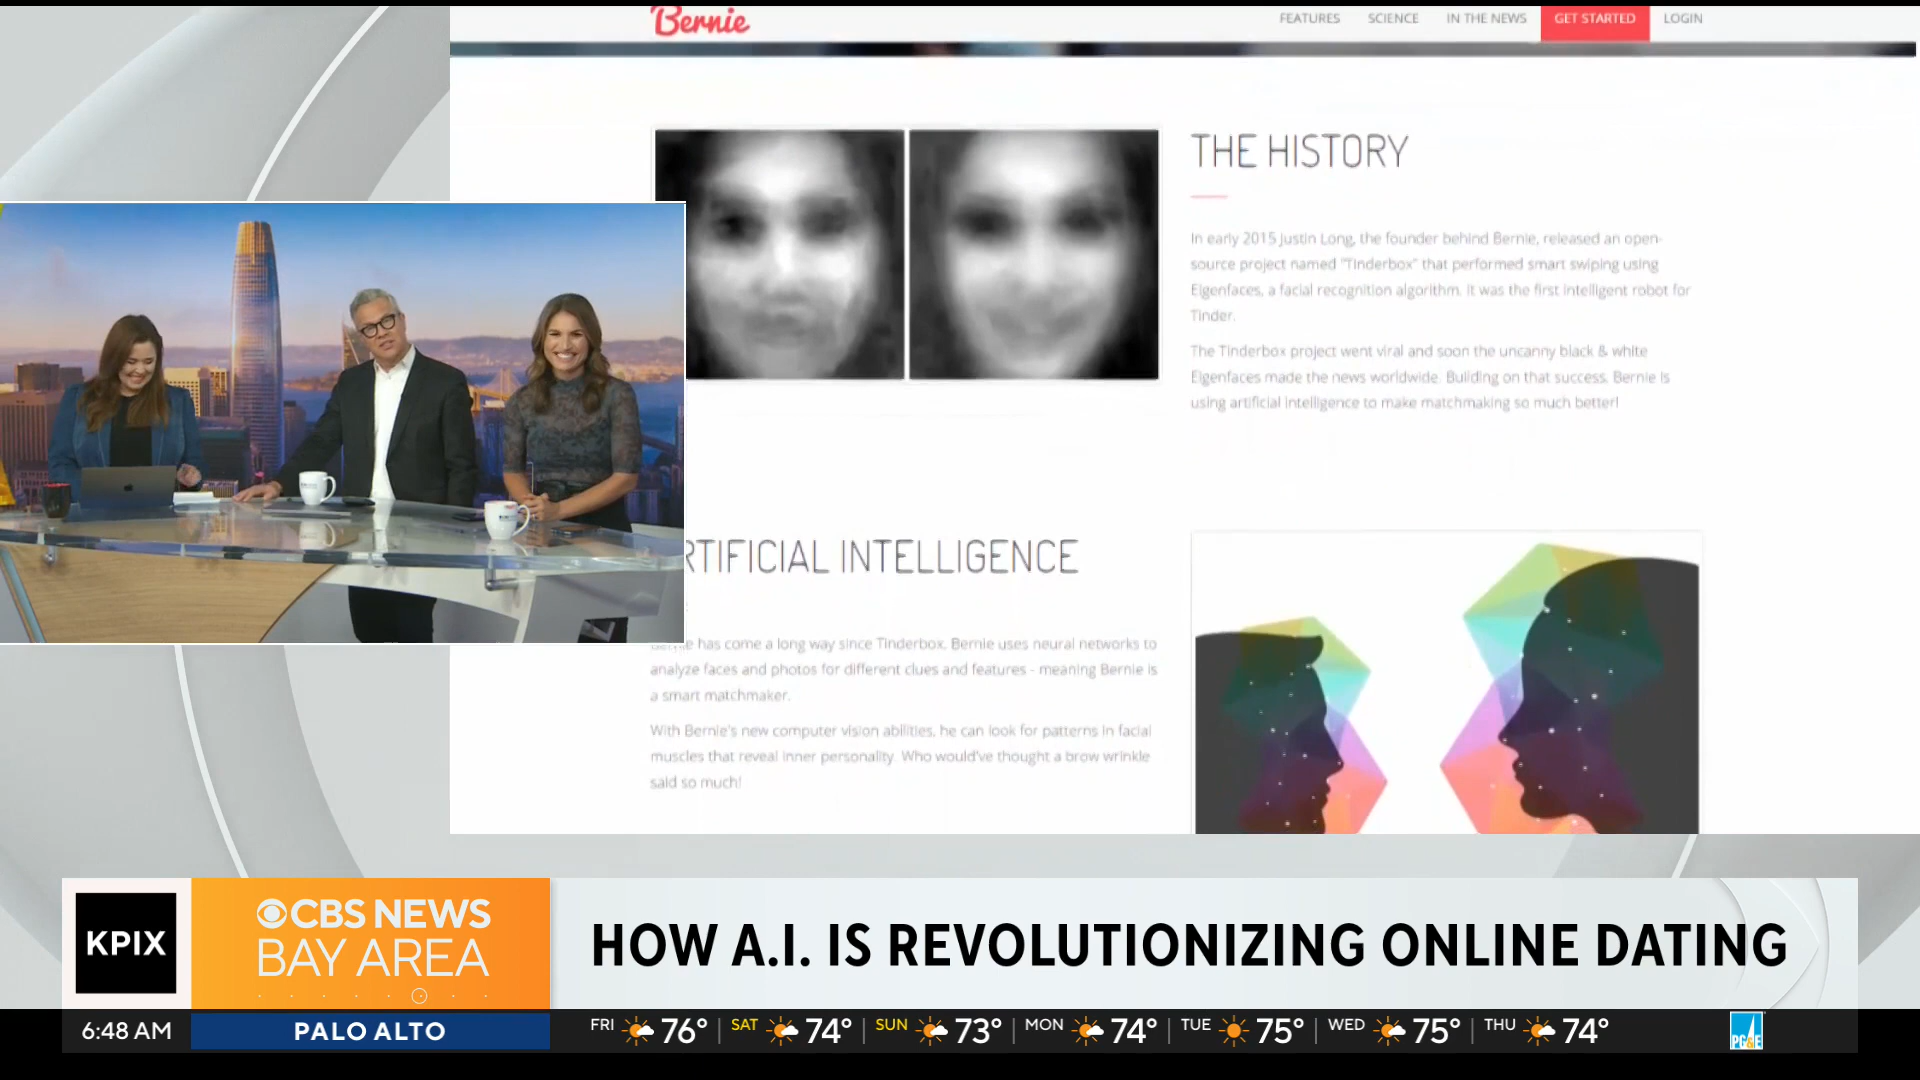 Bernie
FEATURES SCIENCE IN THE NEWS GET STARTED LOGIN
THE HISTORY
In early 2015 Justin Long, the founder behind Bernie, released an open-
source project named "Tinderbox" that performed smart swiping using
Eigenfaces, a facial recognition algorithm. It was the first intelligent robot for
Tinder.
The Tinderbox project went viral and soon the uncanny black & white
Eigenfaces made the news worldwide. Building on that success, Bernie is
using artificial intelligence to make matchmaking so much better!
RTIFICIAL INTELLIGENCE
Bernie has come a long way since Tinderbox. Bernie uses neural networks to
analyze faces and photos for different clues and features - meaning Bernie is
a smart matchmaker.
With Bernie's new computer vision abilities, he can look for patterns in facial
muscles that reveal inner personality. Who would've thought a brow wrinkle
said so much!
KPIX
CBS NEWS
BAY AREA
HOW A.I. IS REVOLUTIONIZING ONLINE DATING
6:48 AM
PALO ALTO
FRI 76° SAT 74° SUN 73° MON 74° TUE 75° WED 75° THU 74°
PG&E